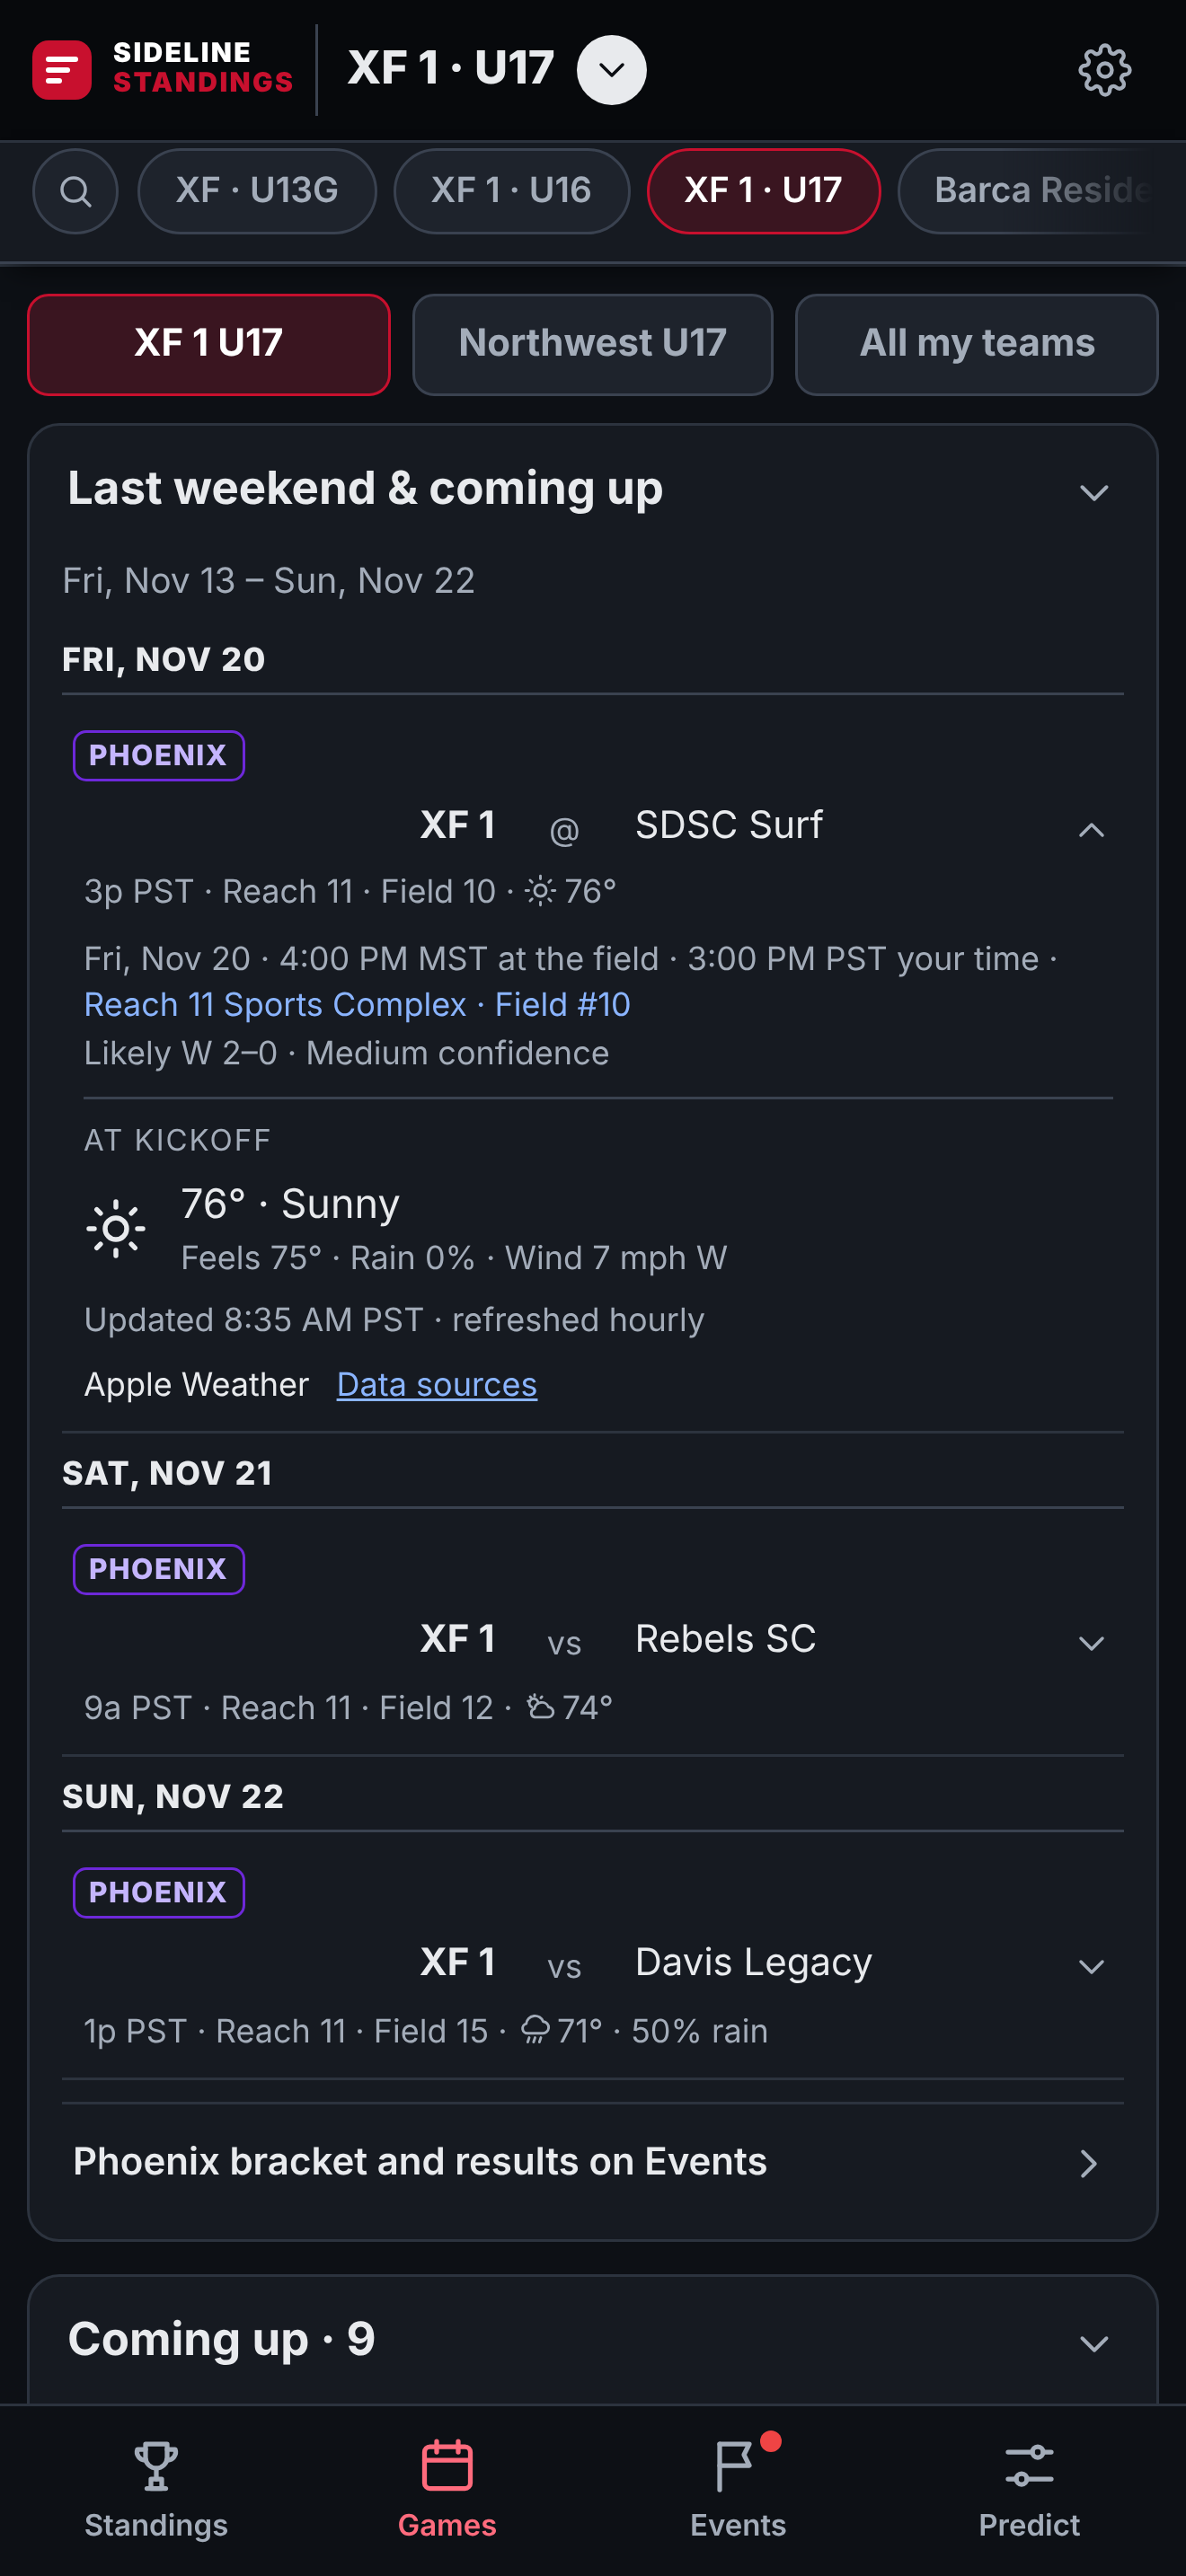 SIDELINE
STANDINGS
XF 1 · U17
XF · U13G
XF 1 · U16
XF 1 · U17
Barca Reside
XF 1 U17
Northwest U17
All my teams
Last weekend & coming up
Fri, Nov 13 – Sun, Nov 22
FRI, NOV 20
PHOENIX
XF 1 @ SDSC Surf
3p PST · Reach 11 · Field 10 · 76°
Fri, Nov 20 · 4:00 PM MST at the field · 3:00 PM PST your time ·
Reach 11 Sports Complex · Field #10
Likely W 2–0 · Medium confidence
AT KICKOFF
76° · Sunny
Feels 75° · Rain 0% · Wind 7 mph W
Updated 8:35 AM PST · refreshed hourly
Apple Weather Data sources
SAT, NOV 21
PHOENIX
XF 1 vs Rebels SC
9a PST · Reach 11 · Field 12 · 74°
SUN, NOV 22
PHOENIX
XF 1 vs Davis Legacy
1p PST · Reach 11 · Field 15 · 71° · 50% rain
Phoenix bracket and results on Events
Coming up · 9
Standings
Games
Events
Predict